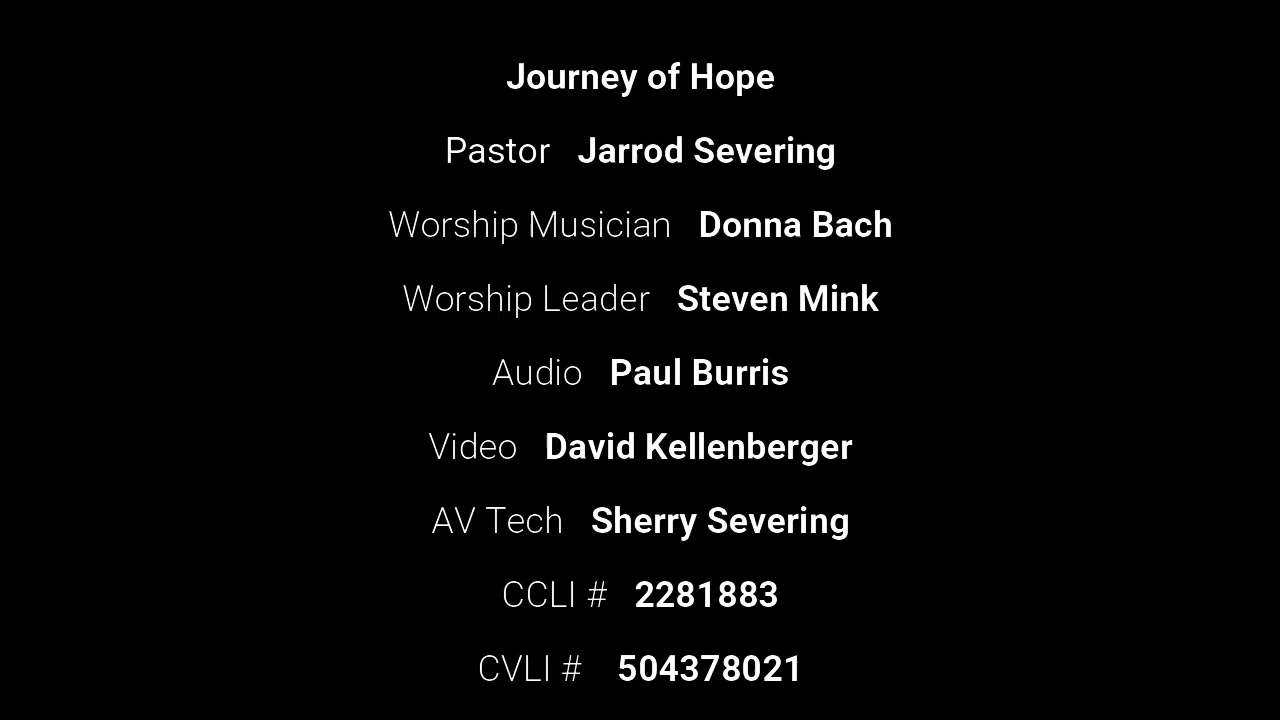 Journey of Hope
Pastor Jarrod Severing
Worship Musician Donna Bach
Worship Leader Steven Mink
Audio Paul Burris
Video David Kellenberger
AV Tech Sherry Severing
CCLI # 2281883
CVLI # 504378021